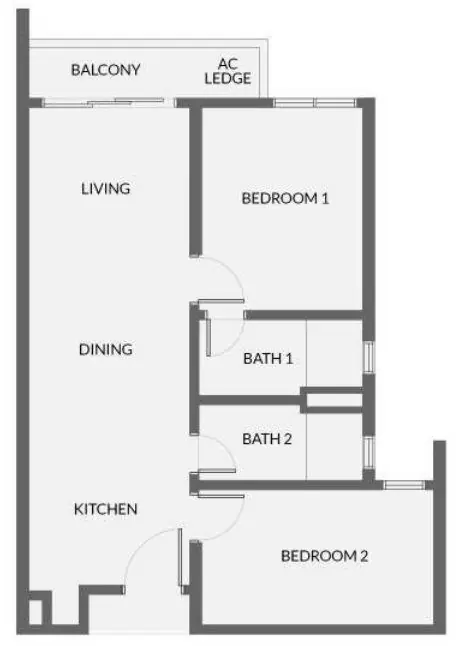 BALCONY
AC
LEDGE
LIVING
BEDROOM 1
DINING
BATH 1
BATH 2
KITCHEN
BEDROOM 2